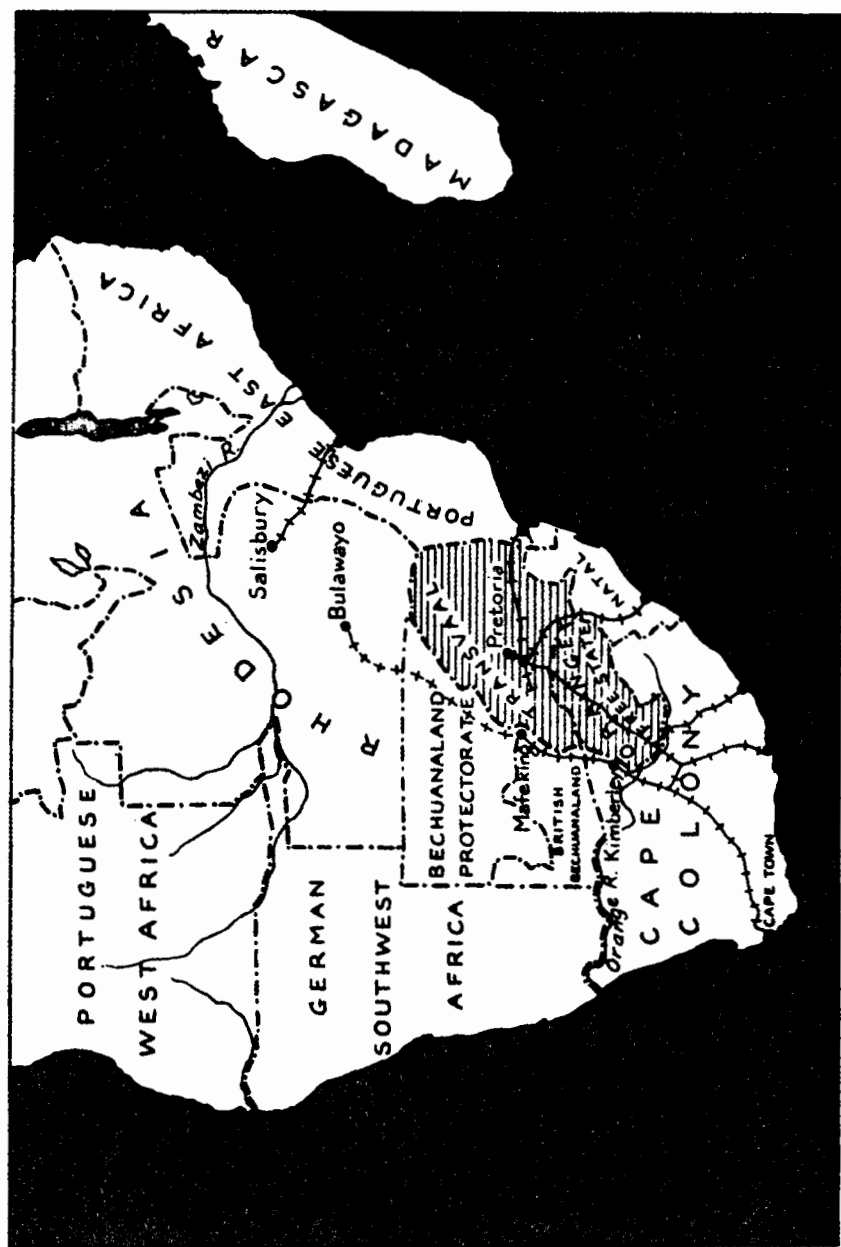 MADAGASCAR
PORTUGUESE EAST AFRICA
RHODESIA
Zambezi R.
Salisbury
Bulawayo
PORTUGUESE
WEST AFRICA
GERMAN
SOUTHWEST
AFRICA
BECHUANALAND
PROTECTORATE
BRITISH
BECHUANALAND
TRANSVAAL
Pretoria
Mafeking
ORANGE
FREE STATE
NATAL
Kimberley
Orange R.
CAPE
COLONY
CAPE TOWN